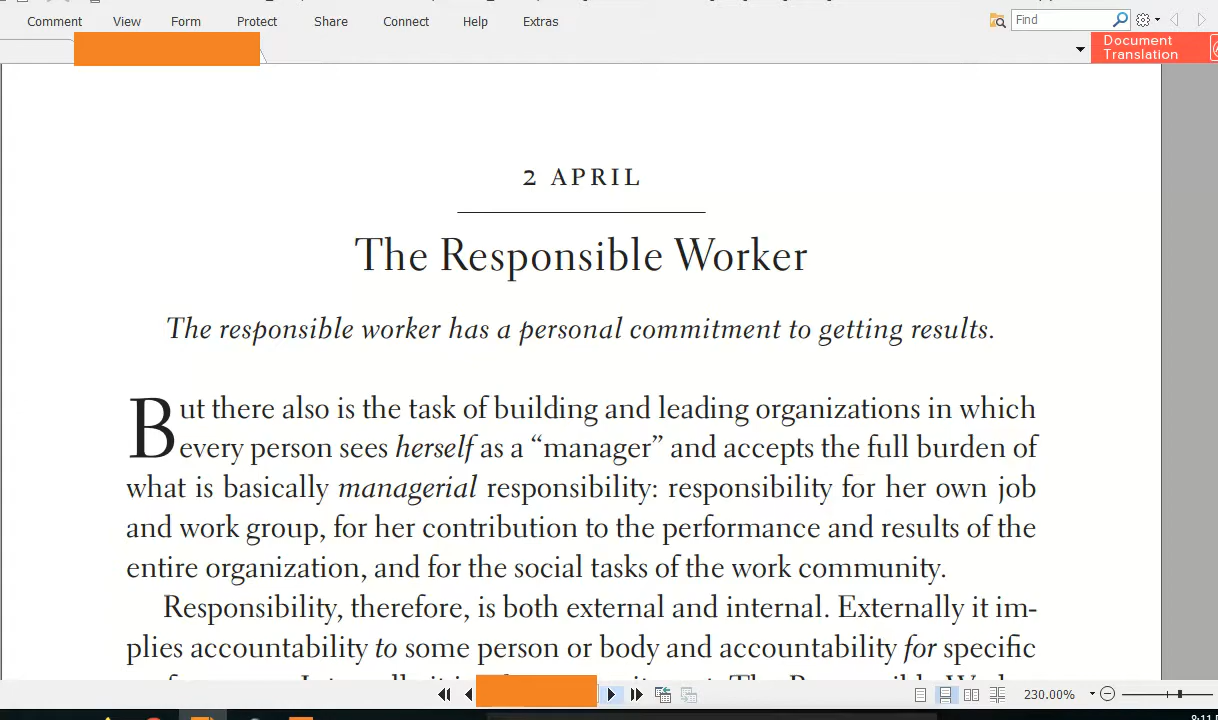 Comment View Form Protect Share Connect Help Extras Find
Document
Translation
2 APRIL
The Responsible Worker
The responsible worker has a personal commitment to getting results.
But there also is the task of building and leading organizations in which
every person sees herself as a “manager” and accepts the full burden of
what is basically managerial responsibility: responsibility for her own job
and work group, for her contribution to the performance and results of the
entire organization, and for the social tasks of the work community.
Responsibility, therefore, is both external and internal. Externally it im-
plies accountability to some person or body and accountability for specific
230.00%